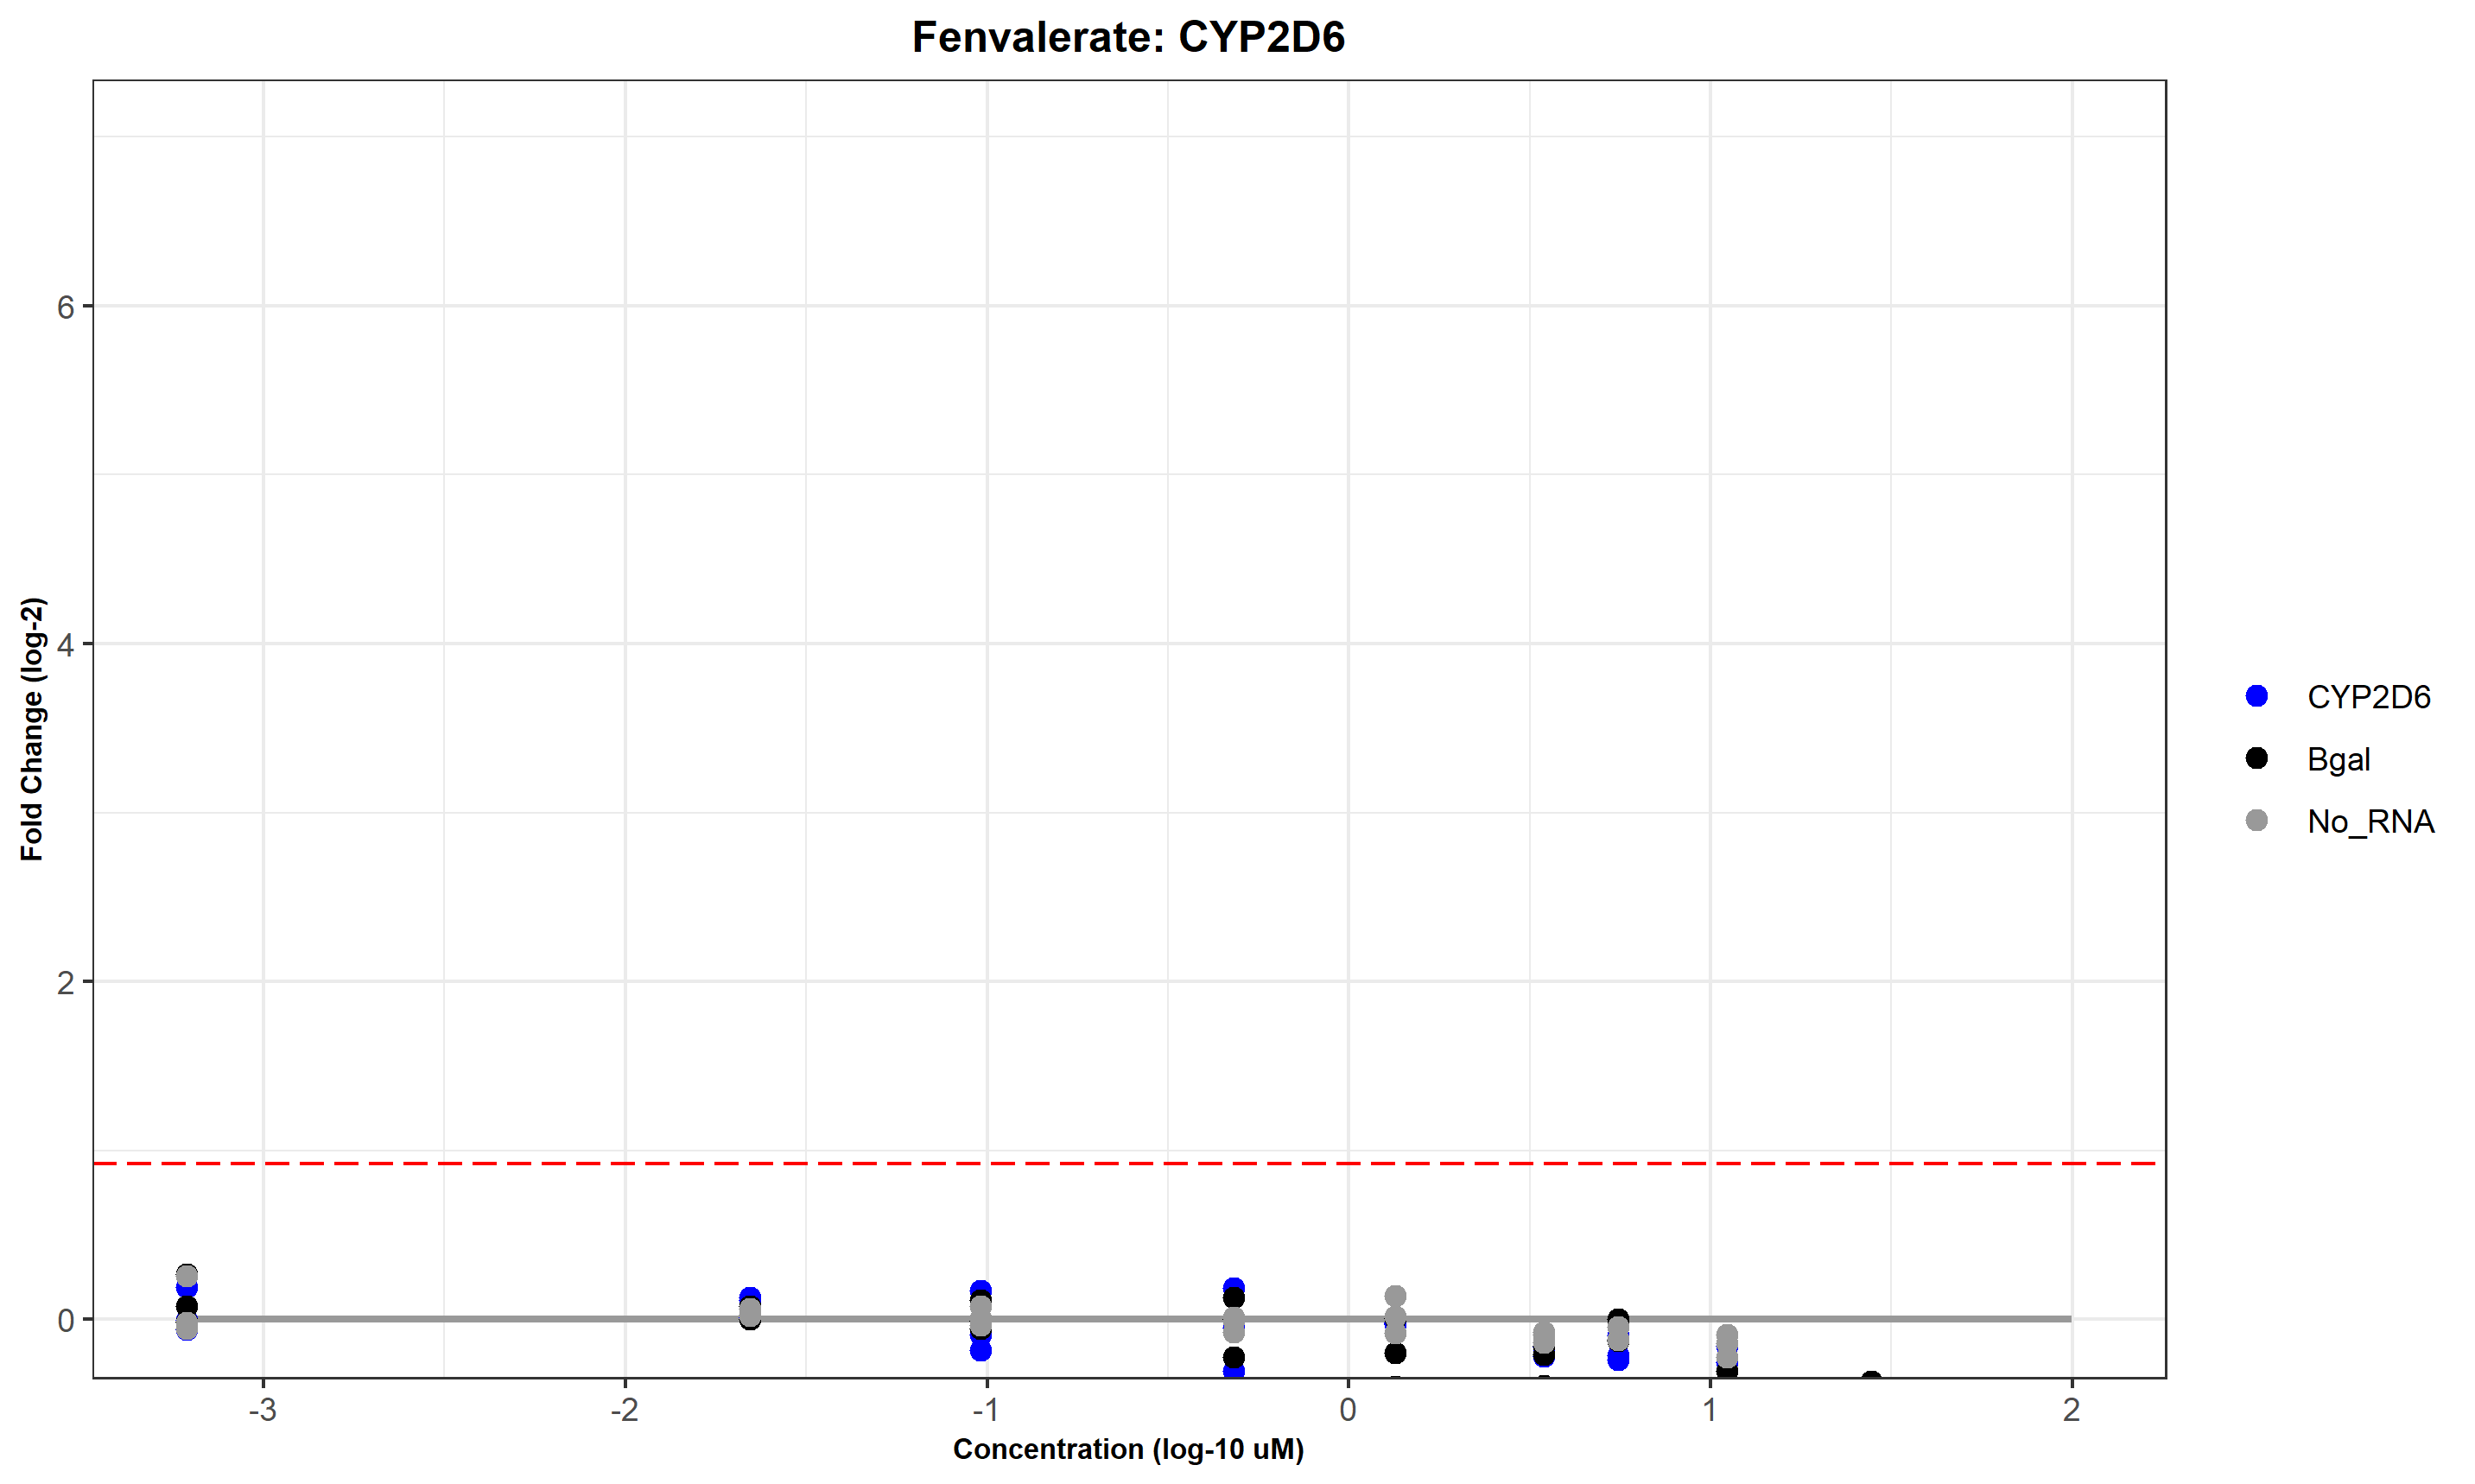 Fenvalerate: CYP2D6
Fold Change (log-2)
6
4
2
0
-3
-2
-1
0
1
2
Concentration (log-10 uM)
CYP2D6
Bgal
No_RNA